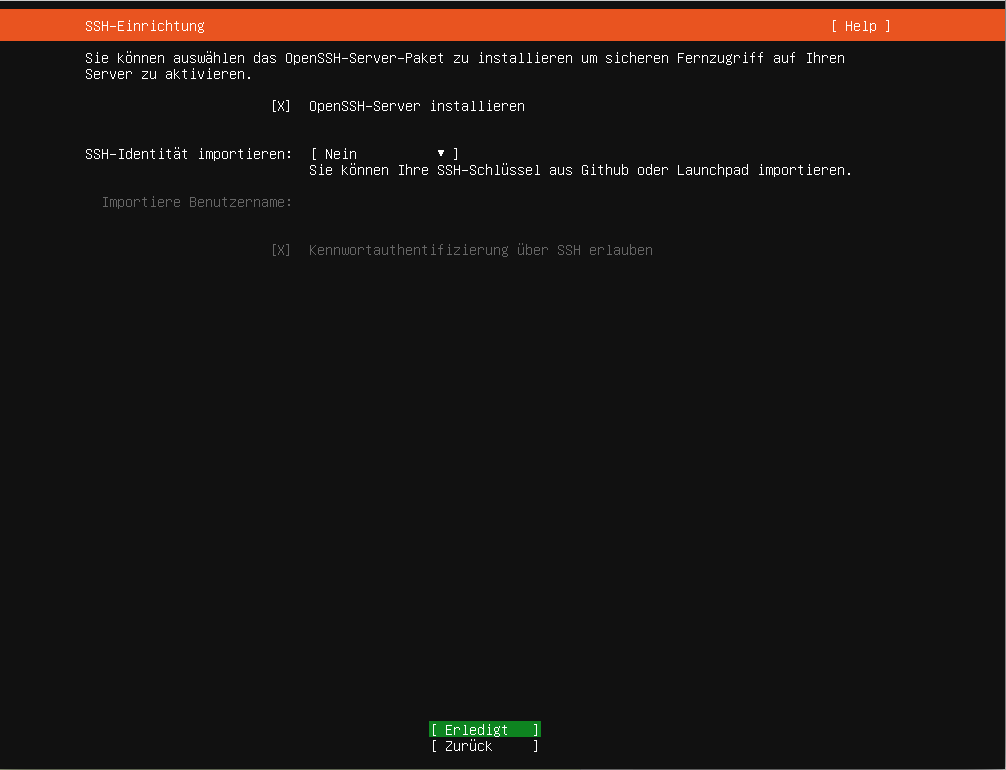 SSH-Einrichtung [ Help ]
Sie können auswählen das OpenSSH-Server-Paket zu installieren um sicheren Fernzugriff auf Ihren
Server zu aktivieren.
[X] OpenSSH-Server installieren
SSH-Identität importieren: [ Nein ▾ ]
Sie können Ihre SSH-Schlüssel aus Github oder Launchpad importieren.
Importiere Benutzername:
[X] Kennwortauthentifizierung über SSH erlauben
[ Erledigt ]
[ Zurück ]